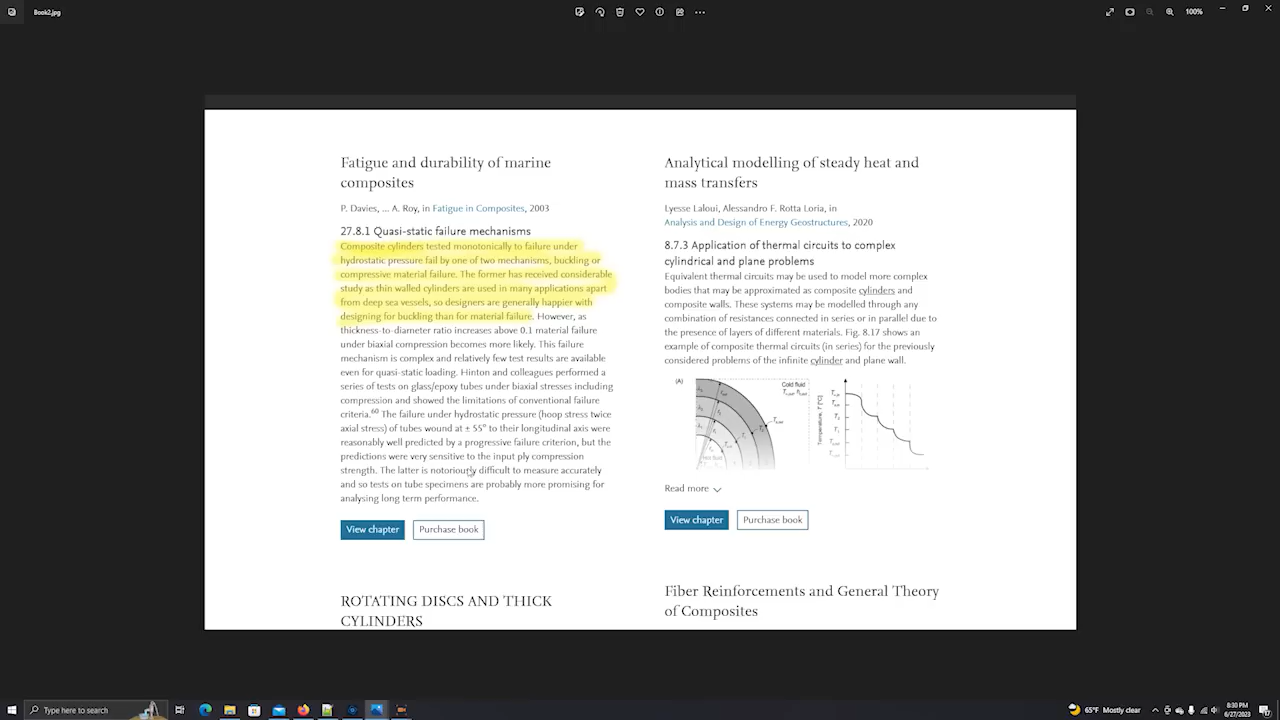 Book2.jpg
100%
Fatigue and durability of marine
composites
P. Davies, ... A. Roy, in Fatigue in Composites, 2003
27.8.1 Quasi-static failure mechanisms
Composite cylinders tested monotonically to failure under
hydrostatic pressure fail by one of two mechanisms, buckling or
compressive material failure. The former has received considerable
study as thin walled cylinders are used in many applications apart
from deep sea vessels, so designers are generally happier with
designing for buckling than for material failure. However, as
thickness-to-diameter ratio increases above 0.1 material failure
under biaxial compression becomes more likely. This failure
mechanism is complex and relatively few test results are available
even for quasi-static loading. Hinton and colleagues performed a
series of tests on glass/epoxy tubes under biaxial stresses including
compression and showed the limitations of conventional failure
criteria.60 The failure under hydrostatic pressure (hoop stress twice
axial stress) of tubes wound at ± 55° to their longitudinal axis were
reasonably well predicted by a progressive failure criterion, but the
predictions were very sensitive to the input ply compression
strength. The latter is notoriously difficult to measure accurately
and so tests on tube specimens are probably more promising for
analysing long term performance.
View chapter
Purchase book
ROTATING DISCS AND THICK
CYLINDERS
Analytical modelling of steady heat and
mass transfers
Lyesse Laloui, Alessandro F. Rotta Loria, in
Analysis and Design of Energy Geostructures, 2020
8.7.3 Application of thermal circuits to complex
cylindrical and plane problems
Equivalent thermal circuits may be used to model more complex
bodies that may be approximated as composite cylinders and
composite walls. These systems may be modelled through any
combination of resistances connected in series or in parallel due to
the presence of layers of different materials. Fig. 8.17 shows an
example of composite thermal circuits (in series) for the previously
considered problems of the infinite cylinder and plane wall.
(A)
Cold fluid
Temperature, T [°C]
Read more
View chapter
Purchase book
Fiber Reinforcements and General Theory
of Composites
Type here to search
65°F Mostly clear
8:30 PM
6/27/2023